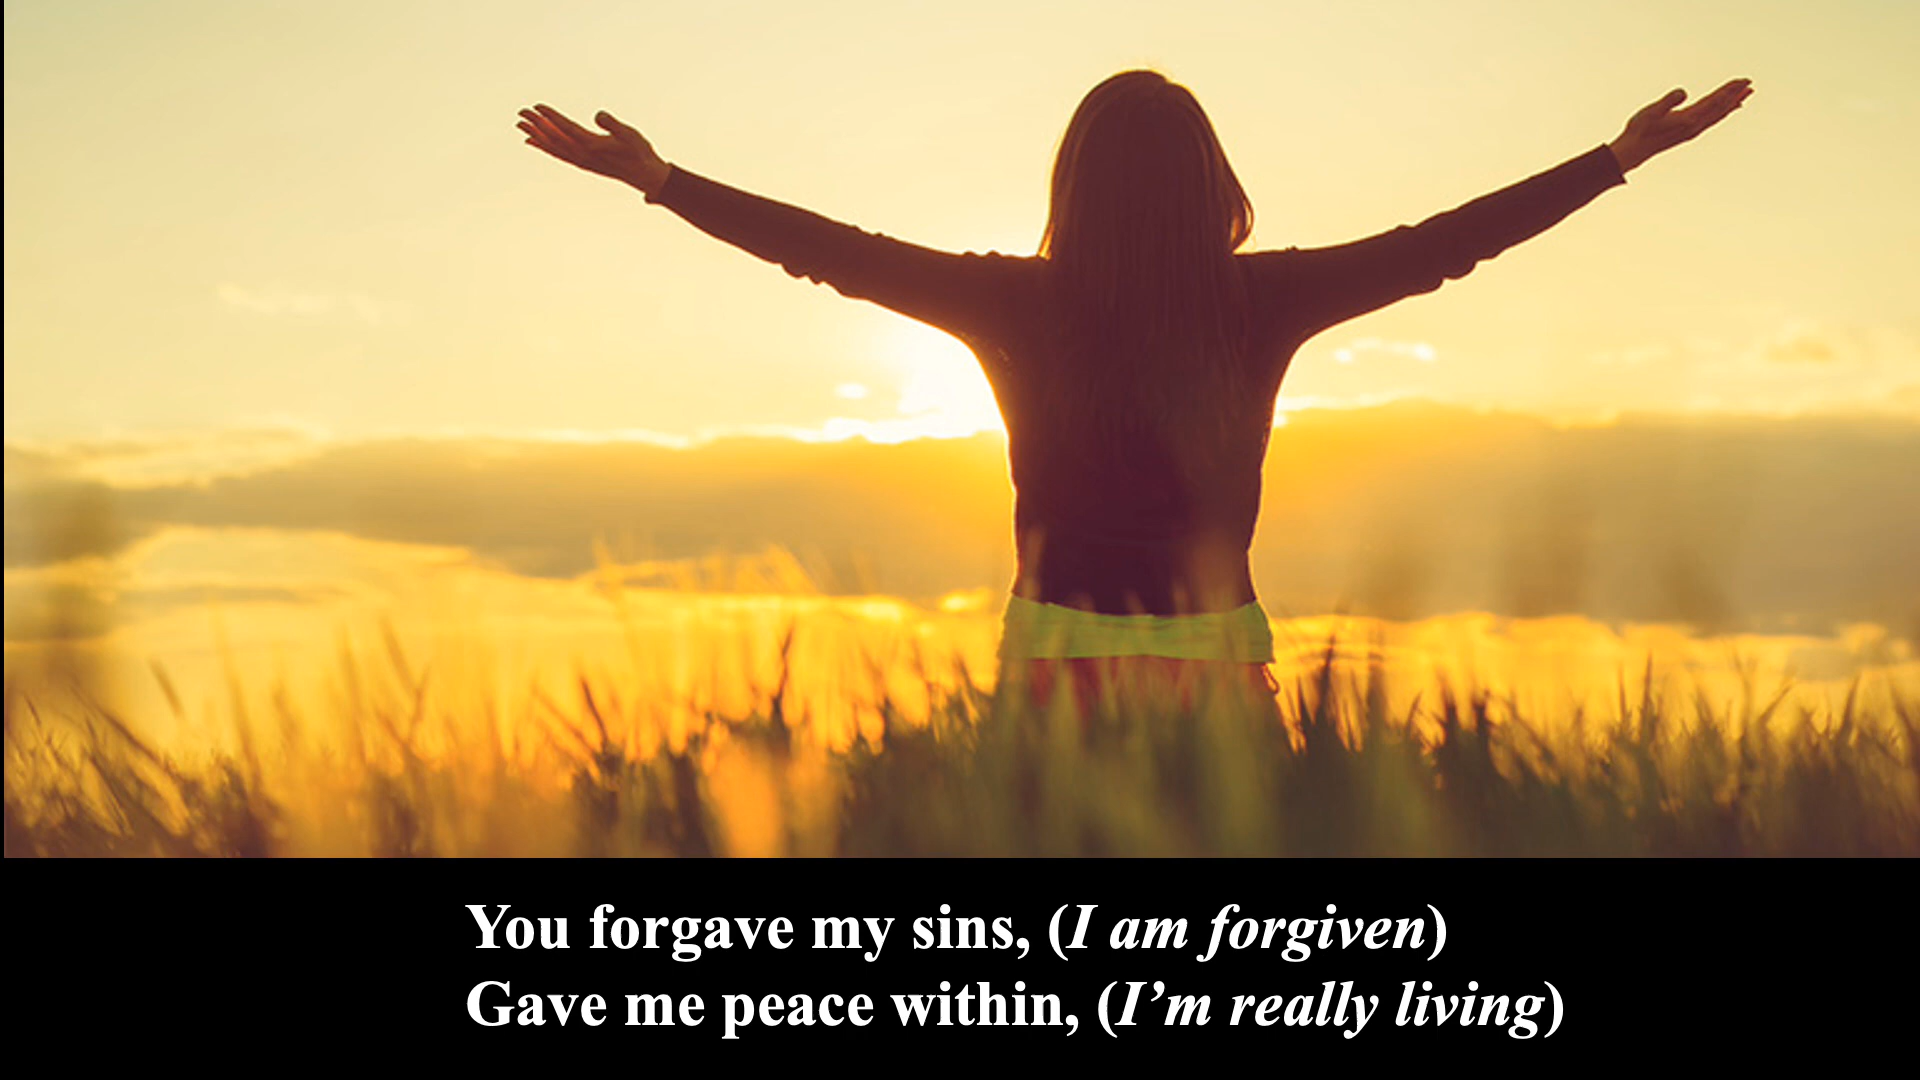 You forgave my sins, (I am forgiven)
Gave me peace within, (I’m really living)